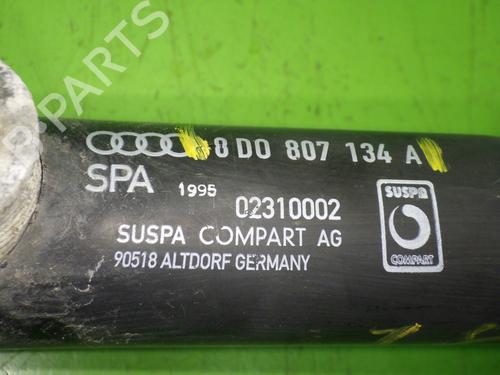 8D0 807 134 A
SPA 1995 02310002
SUSPA COMPART AG
90518 ALTDORF GERMANY
SUSPA
COMPART